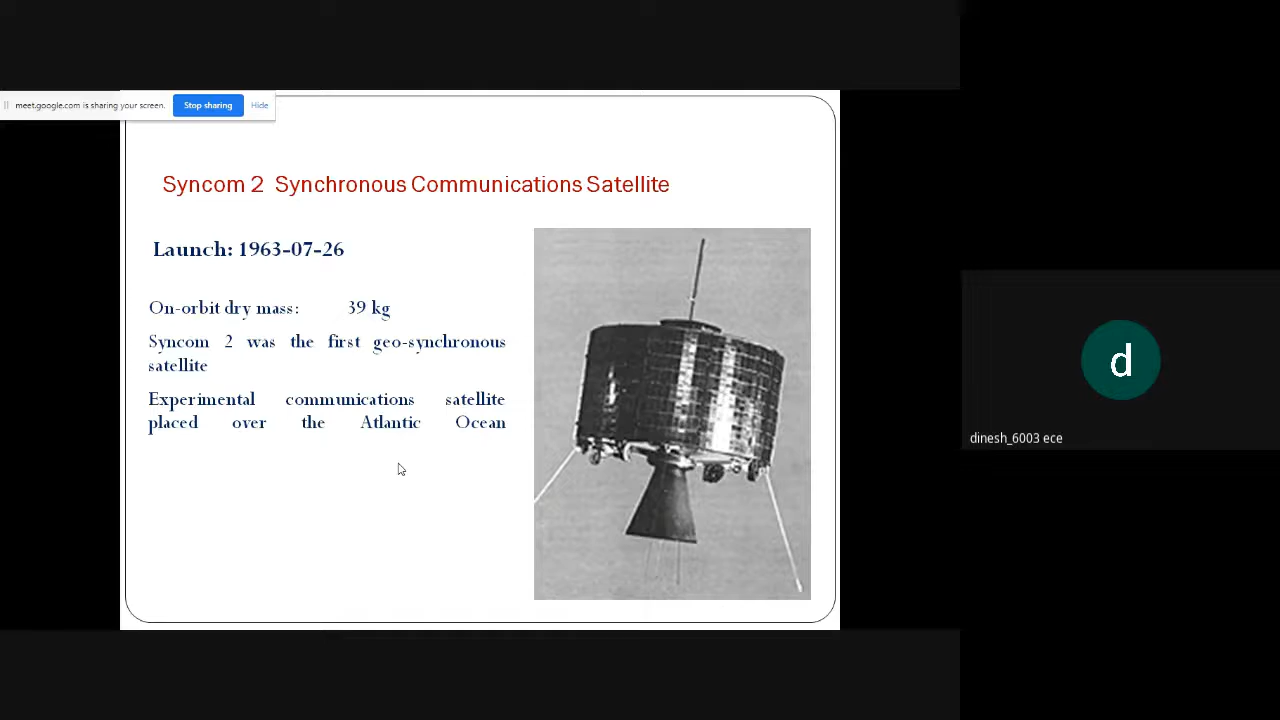 meet.google.com is sharing your screen.
Stop sharing
Hide
Syncom 2 Synchronous Communications Satellite
Launch: 1963-07-26
On-orbit dry mass: 39 kg
Syncom 2 was the first geo-synchronous
satellite
Experimental communications satellite
placed over the Atlantic Ocean
d
dinesh_6003 ece